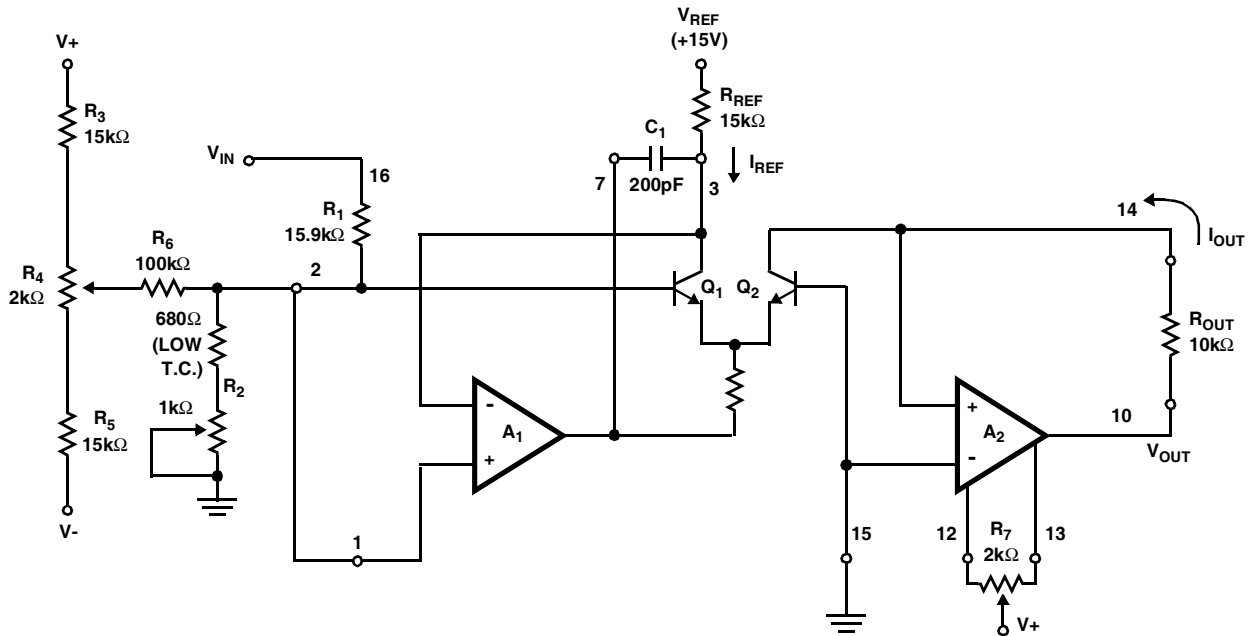 V+
R3
15kΩ
R4
2kΩ
R5
15kΩ
V-
R6
100kΩ
680Ω
(LOW
T.C.)
R2
1kΩ
2
VIN
16
R1
15.9kΩ
1
-
A1
+
7
C1
200pF
3
VREF
(+15V)
RREF
15kΩ
IREF
Q1
Q2
14
IOUT
ROUT
10kΩ
+
A2
-
10
VOUT
15
12
R7
2kΩ
13
V+